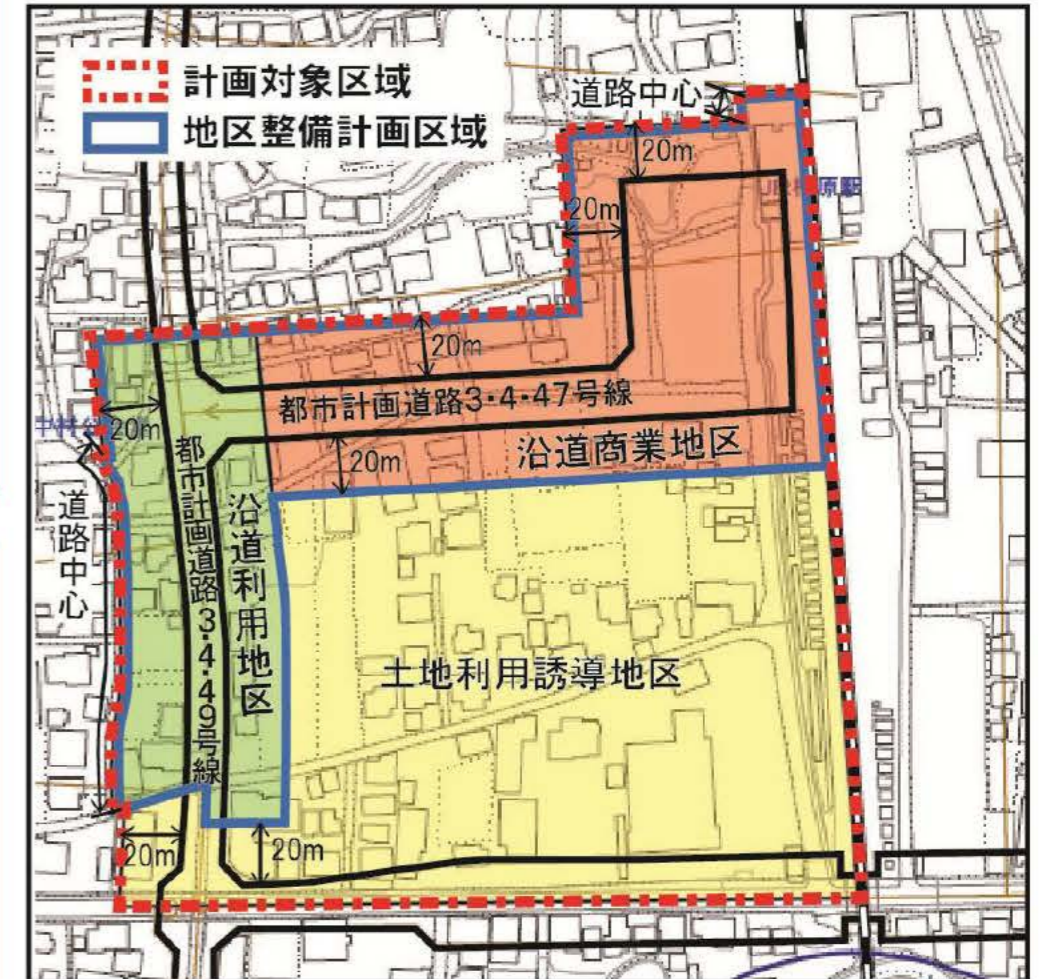 計画対象区域
地区整備計画区域
道路中心
20m
20m
20m
都市計画道路3・4・47号線
20m
20m
沿道商業地区
都市計画道路3・4・49号線
沿道利用地区
道路中心
土地利用誘導地区
20m
20m